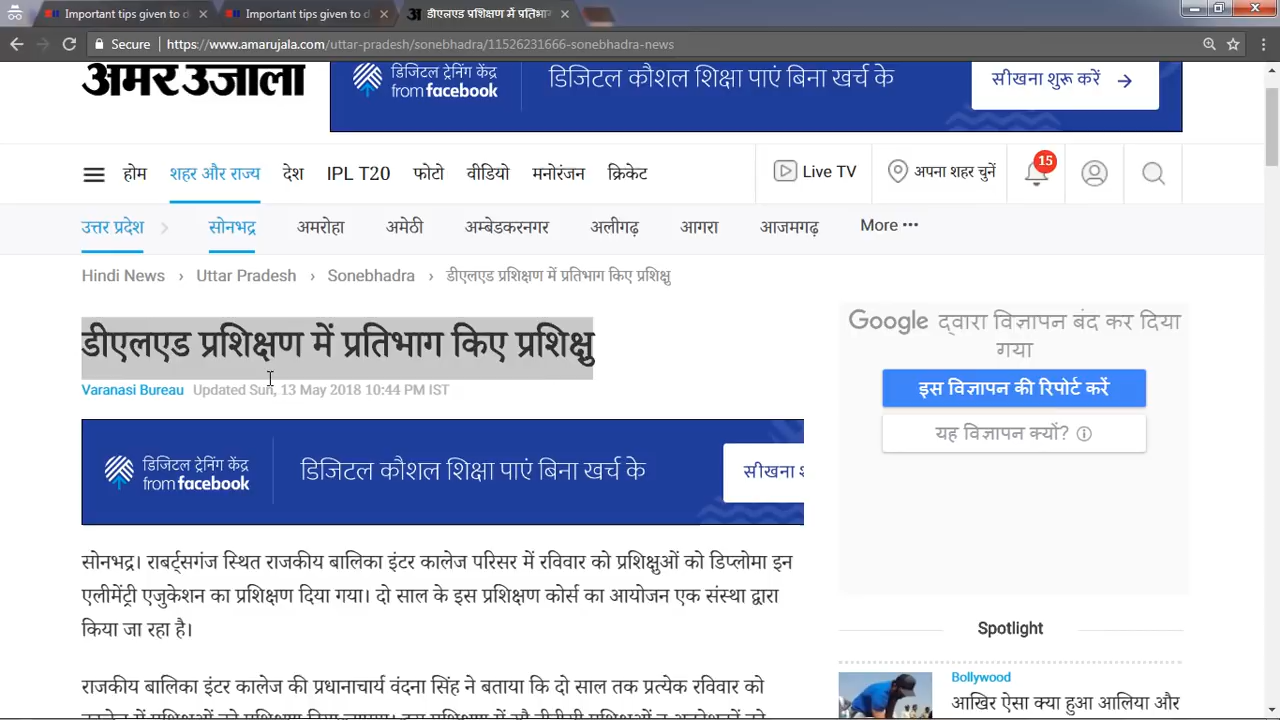 Important tips given to d
Important tips given to d
डीएलएड प्रशिक्षण में प्रतिभाग
Secure https://www.amarujala.com/uttar-pradesh/sonebhadra/11526231666-sonebhadra-news
अमर उजाला
डिजिटल ट्रेनिंग केंद्र
from facebook
डिजिटल कौशल शिक्षा पाएं बिना खर्च के
सीखना शुरू करें
होम शहर और राज्य देश IPL T20 फोटो वीडियो मनोरंजन क्रिकेट
Live TV
अपना शहर चुनें
15
उत्तर प्रदेश सोनभद्र अमरोहा अमेठी अम्बेडकरनगर अलीगढ़ आगरा आजमगढ़ More •••
Hindi News › Uttar Pradesh › Sonebhadra › डीएलएड प्रशिक्षण में प्रतिभाग किए प्रशिक्षु
डीएलएड प्रशिक्षण में प्रतिभाग किए प्रशिक्षु
Varanasi Bureau Updated Sun, 13 May 2018 10:44 PM IST
डिजिटल ट्रेनिंग केंद्र
from facebook
डिजिटल कौशल शिक्षा पाएं बिना खर्च के
सीखना
सोनभद्र। राबर्ट्सगंज स्थित राजकीय बालिका इंटर कालेज परिसर में रविवार को प्रशिक्षुओं को डिप्लोमा इन
एलीमेंट्री एजुकेशन का प्रशिक्षण दिया गया। दो साल के इस प्रशिक्षण कोर्स का आयोजन एक संस्था द्वारा
किया जा रहा है।
राजकीय बालिका इंटर कालेज की प्रधानाचार्य वंदना सिंह ने बताया कि दो साल तक प्रत्येक रविवार को
Google द्वारा विज्ञापन बंद कर दिया
गया
इस विज्ञापन की रिपोर्ट करें
यह विज्ञापन क्यों?
Spotlight
Bollywood
आखिर ऐसा क्या हुआ आलिया और